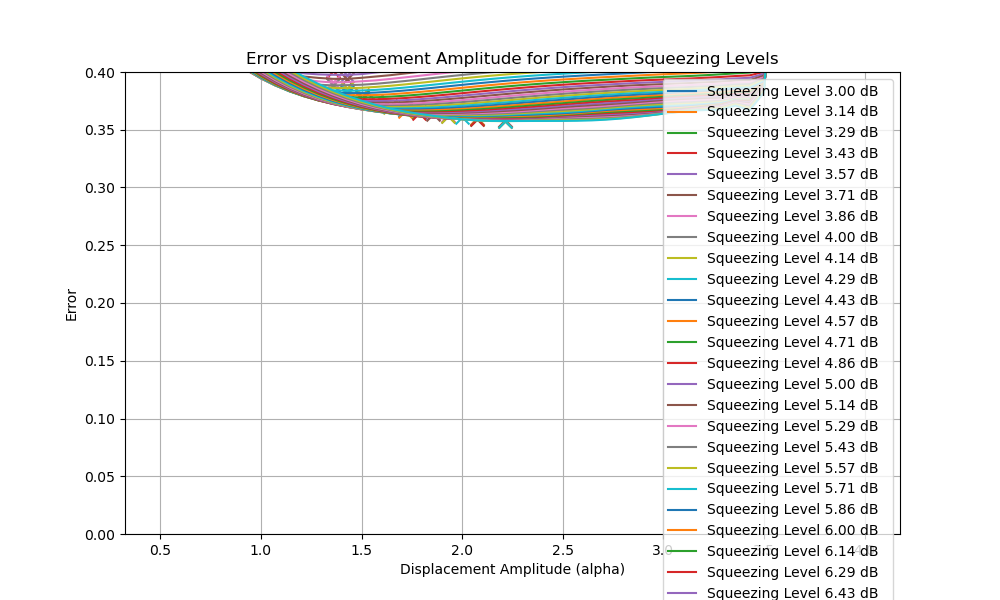 Error vs Displacement Amplitude for Different Squeezing Levels
0.40
0.35
0.30
0.25
0.20
0.15
0.10
0.05
0.00
Error
0.5 1.0 1.5 2.0 2.5 3.0
Displacement Amplitude (alpha)
Squeezing Level 3.00 dB
Squeezing Level 3.14 dB
Squeezing Level 3.29 dB
Squeezing Level 3.43 dB
Squeezing Level 3.57 dB
Squeezing Level 3.71 dB
Squeezing Level 3.86 dB
Squeezing Level 4.00 dB
Squeezing Level 4.14 dB
Squeezing Level 4.29 dB
Squeezing Level 4.43 dB
Squeezing Level 4.57 dB
Squeezing Level 4.71 dB
Squeezing Level 4.86 dB
Squeezing Level 5.00 dB
Squeezing Level 5.14 dB
Squeezing Level 5.29 dB
Squeezing Level 5.43 dB
Squeezing Level 5.57 dB
Squeezing Level 5.71 dB
Squeezing Level 5.86 dB
Squeezing Level 6.00 dB
Squeezing Level 6.14 dB
Squeezing Level 6.29 dB
Squeezing Level 6.43 dB